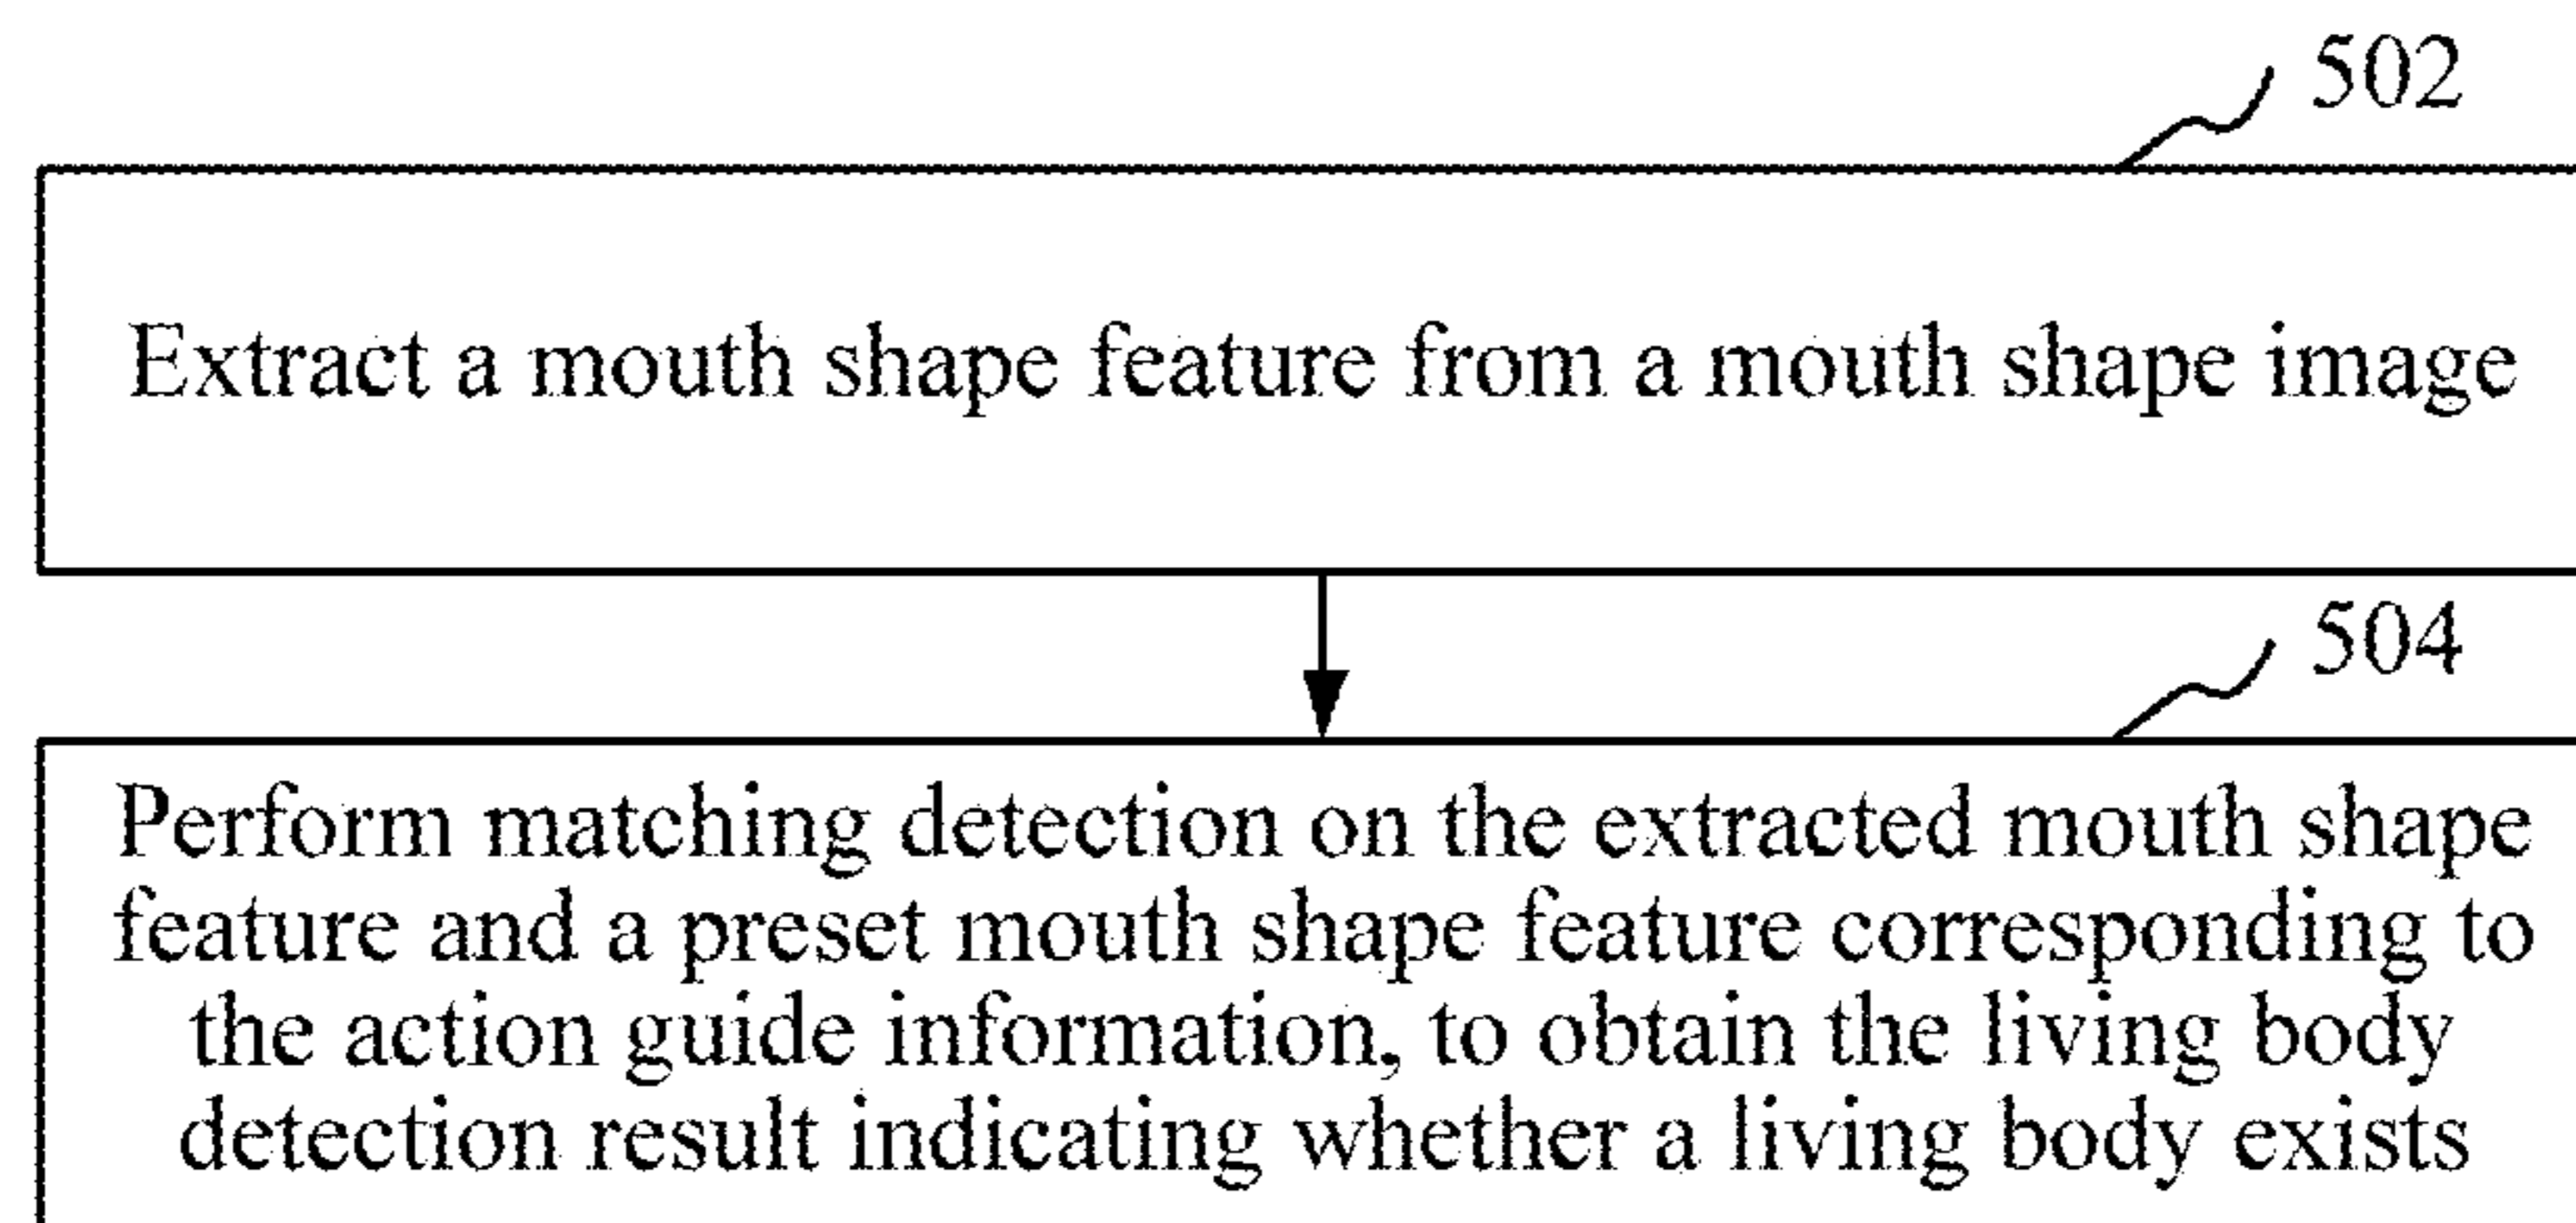 502
Extract a mouth shape feature from a mouth shape image
504
Perform matching detection on the extracted mouth shape
feature and a preset mouth shape feature corresponding to
the action guide information, to obtain the living body
detection result indicating whether a living body exists